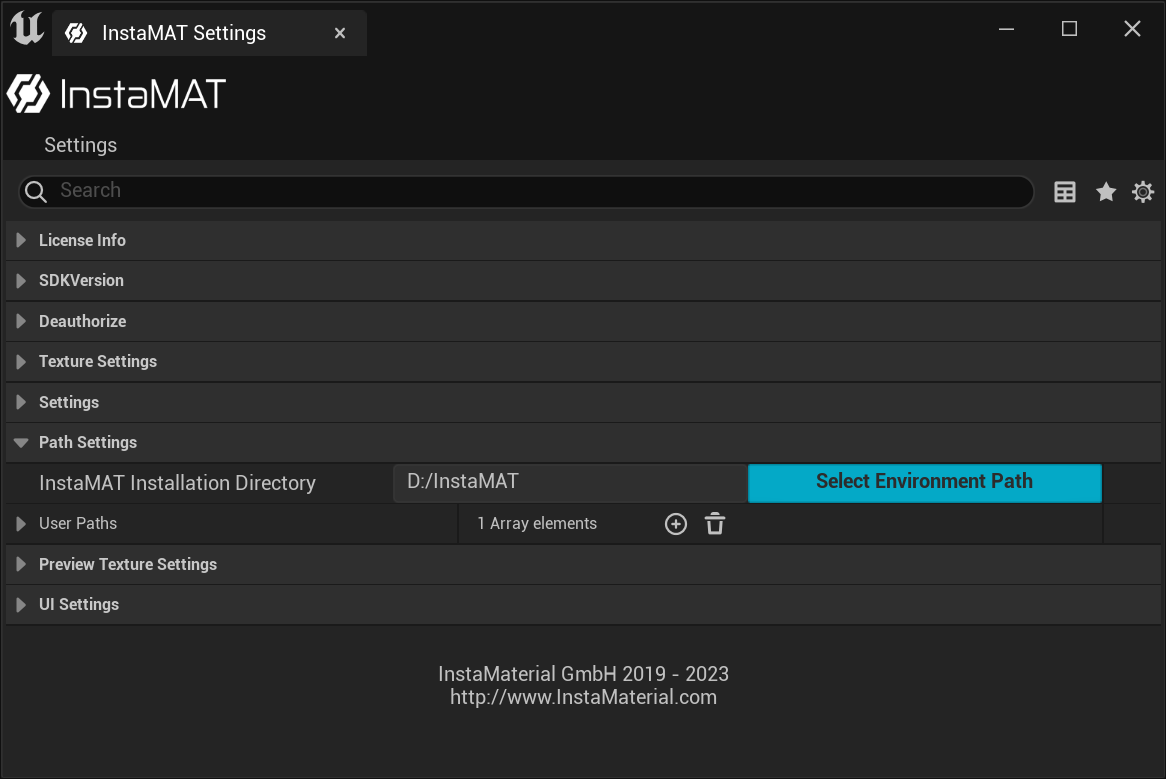 InstaMAT Settings
InstaMAT
Settings
Search
License Info
SDKVersion
Deauthorize
Texture Settings
Settings
Path Settings
InstaMAT Installation Directory D:/InstaMAT Select Environment Path
User Paths 1 Array elements
Preview Texture Settings
UI Settings
InstaMaterial GmbH 2019 - 2023
http://www.InstaMaterial.com